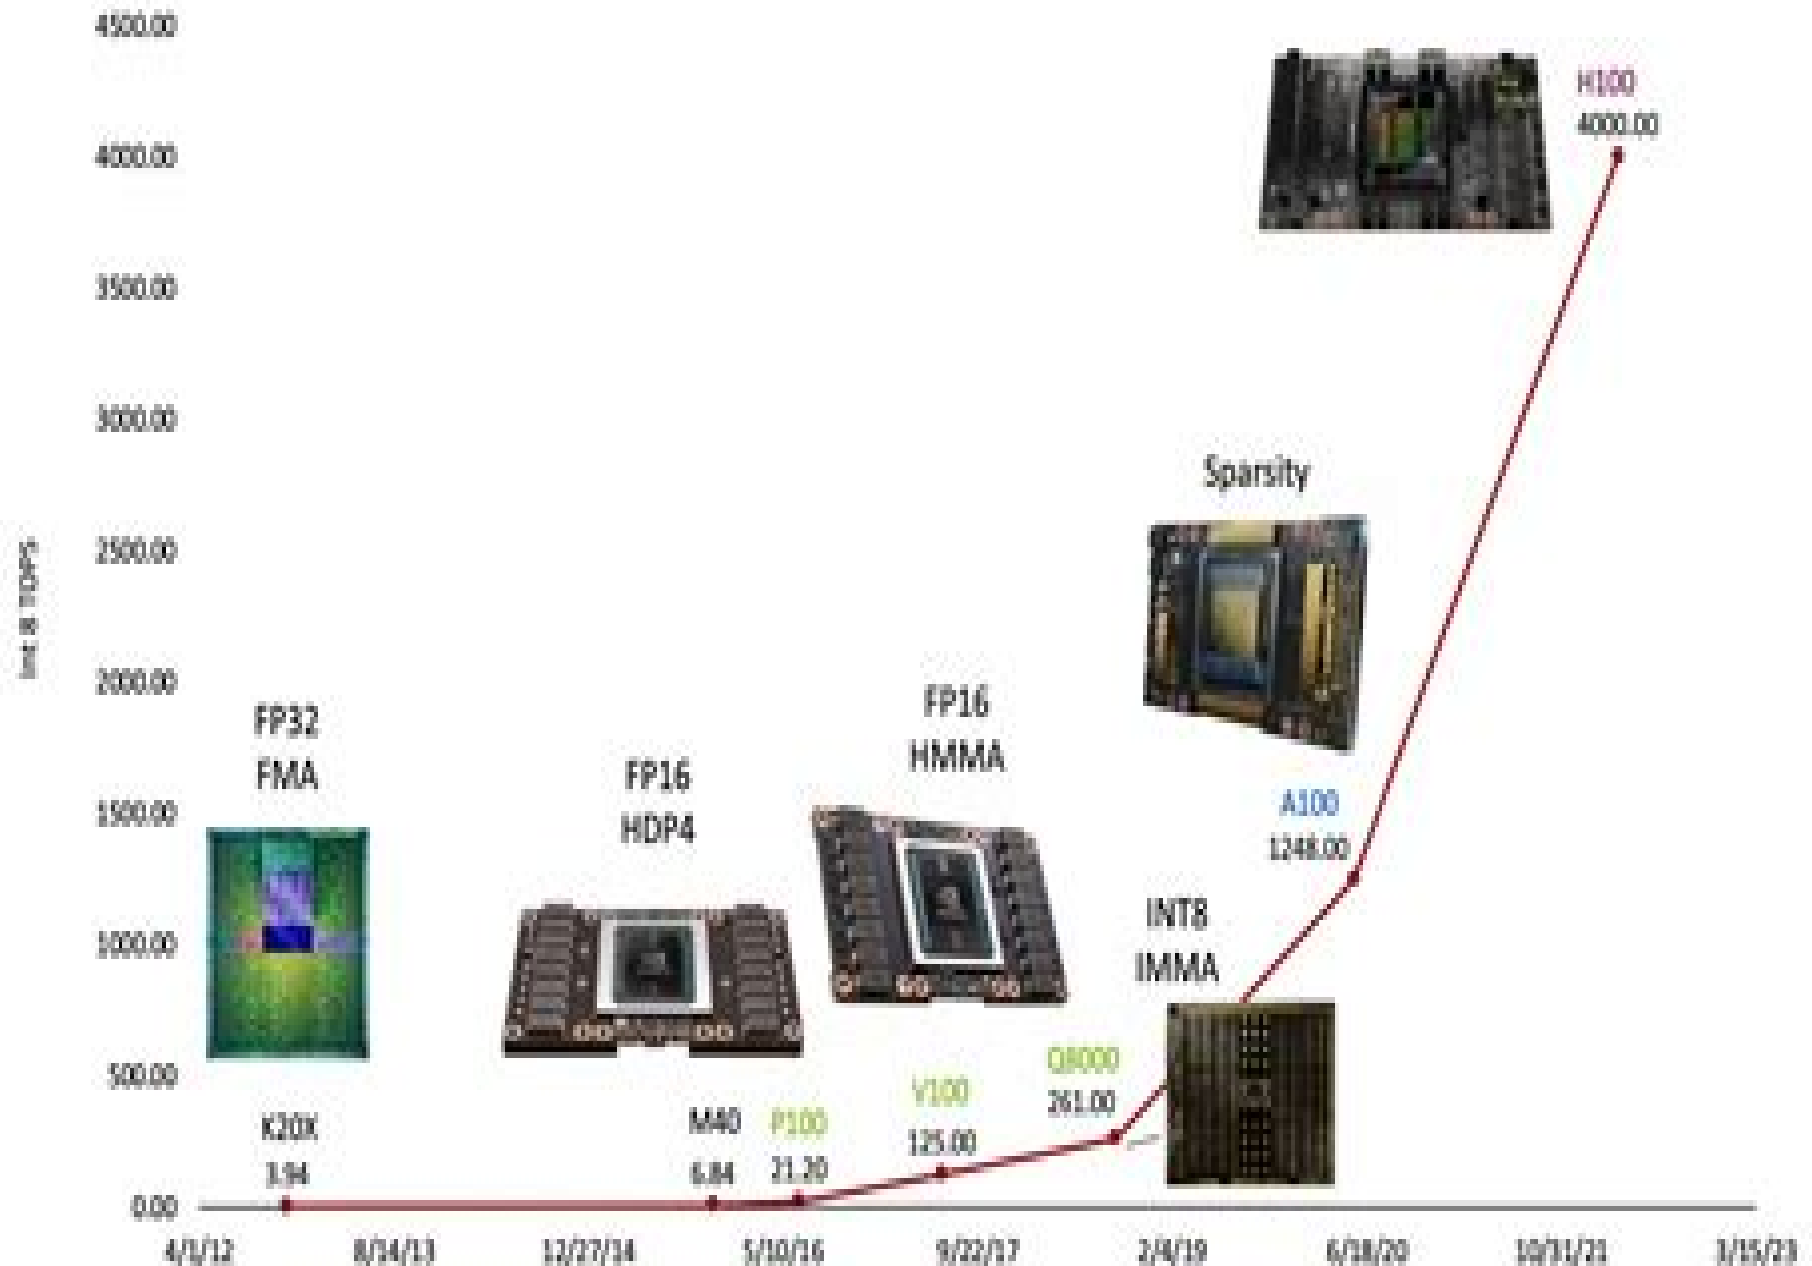 4500.00
4000.00
3500.00
3000.00
2500.00
2000.00
1500.00
1000.00
500.00
0.00
Int 8 TOPS
H100
4000.00
Sparsity
A100
1248.00
INT8
IMMA
FP16
HMMA
FP16
HDP4
FP32
FMA
K20X
3.94
M40
6.84
P100
21.20
V100
125.00
Q8000
261.00
4/1/12
8/14/13
12/27/14
5/10/16
9/22/17
2/4/19
6/18/20
10/31/21
3/15/23